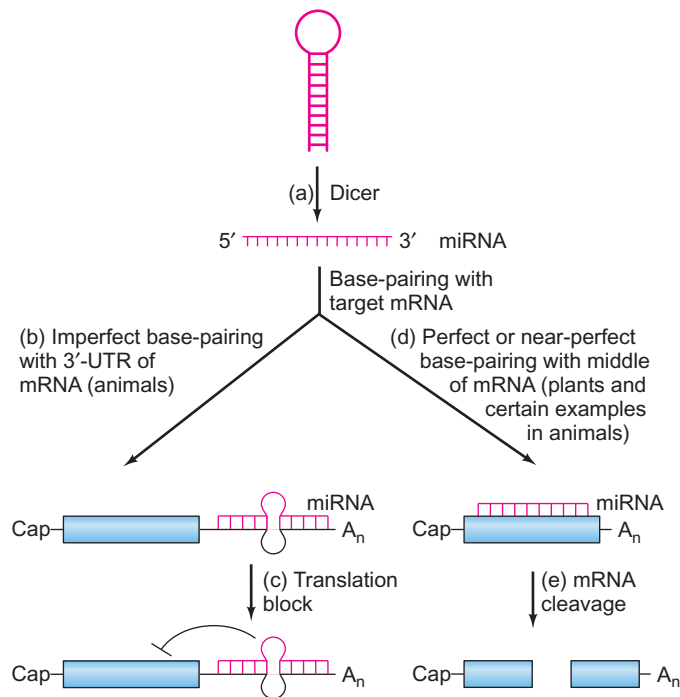 (a) Dicer
5′ 3′ miRNA
Base-pairing with
target mRNA
(b) Imperfect base-pairing
with 3′-UTR of
mRNA (animals)
(d) Perfect or near-perfect
base-pairing with middle
of mRNA (plants and
certain examples
in animals)
miRNA
Cap An
miRNA
Cap An
(c) Translation
block
(e) mRNA
cleavage
Cap An
Cap An